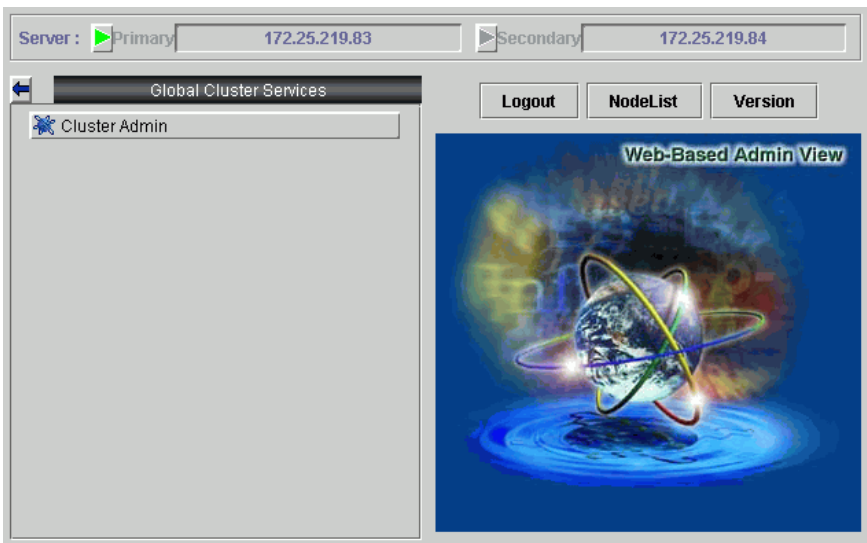 Server : Primary 172.25.219.83 Secondary 172.25.219.84
Global Cluster Services
Logout NodeList Version
Cluster Admin
Web-Based Admin View